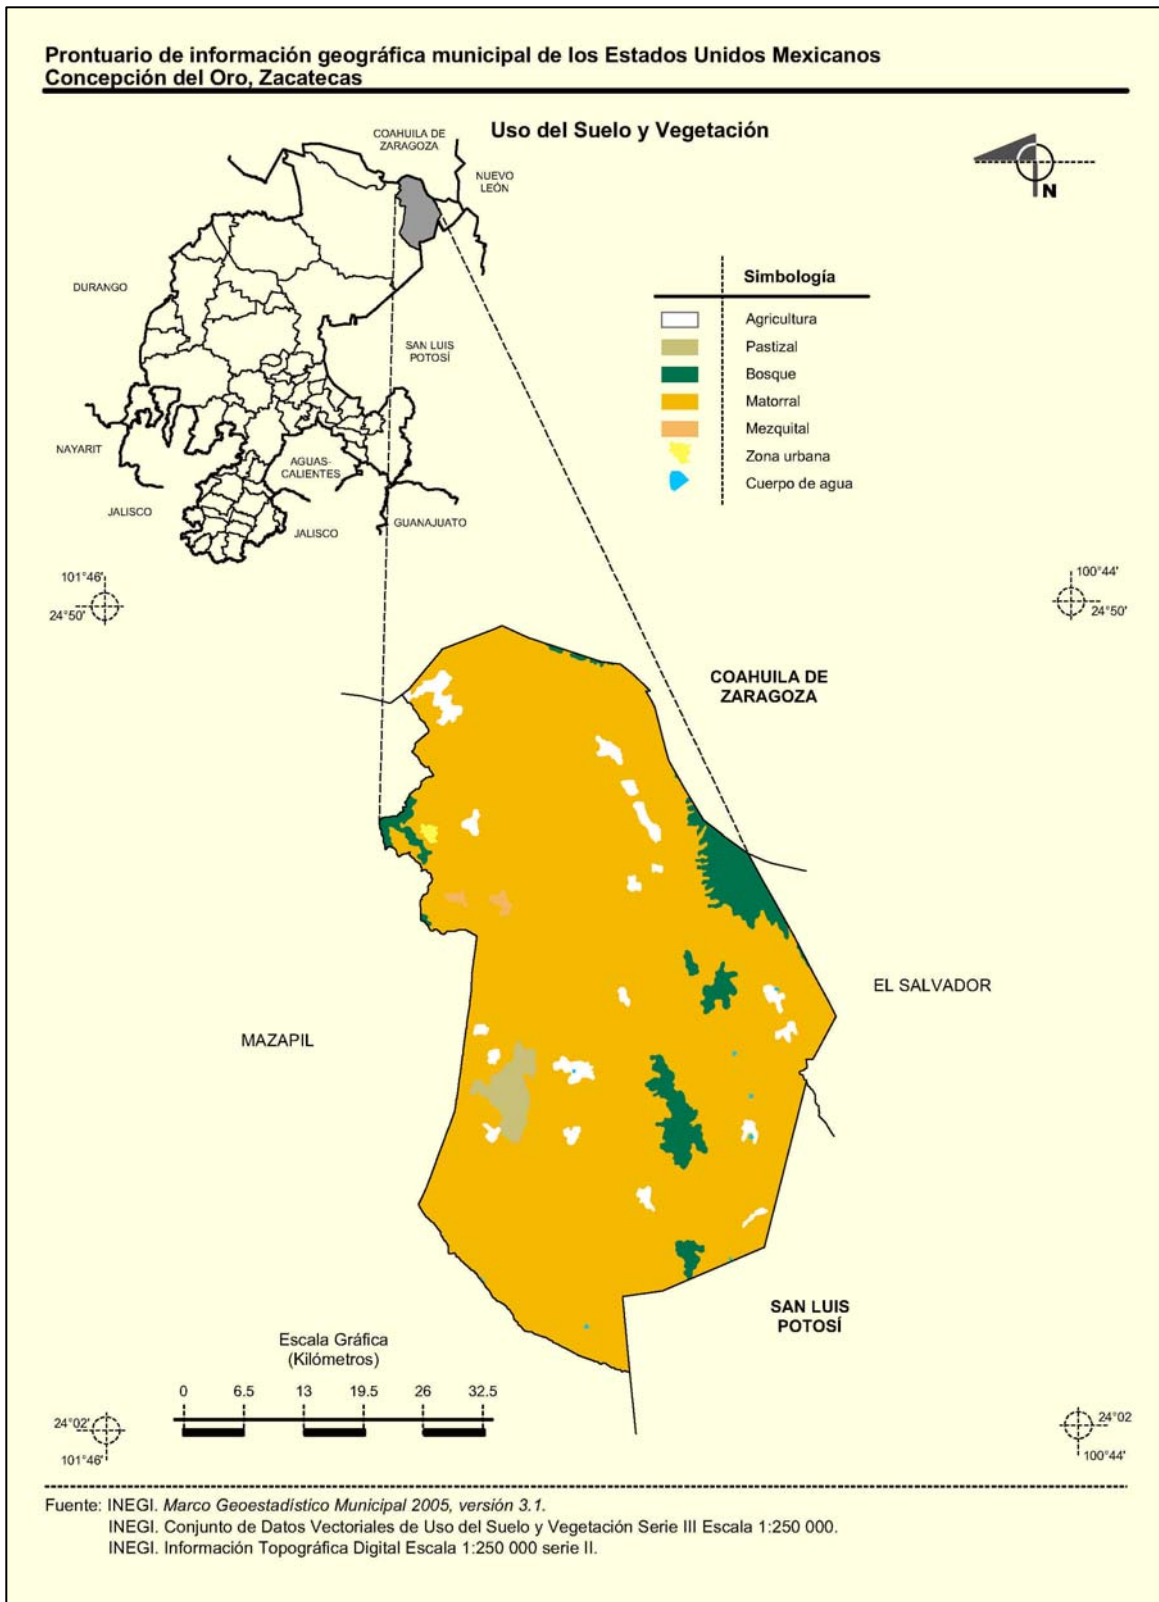 Prontuario de información geográfica municipal de los Estados Unidos Mexicanos
Concepción del Oro, Zacatecas
Uso del Suelo y Vegetación
COAHUILA DE
ZARAGOZA
NUEVO
LEÓN
DURANGO
SAN LUIS
POTOSÍ
NAYARIT
AGUAS-
CALIENTES
JALISCO
JALISCO
GUANAJUATO
N
Simbología
Agricultura
Pastizal
Bosque
Matorral
Mezquital
Zona urbana
Cuerpo de agua
101°46'
24°50'
100°44'
24°50'
COAHUILA DE
ZARAGOZA
EL SALVADOR
MAZAPIL
SAN LUIS
POTOSÍ
Escala Gráfica
(Kilómetros)
0 6.5 13 19.5 26 32.5
24°02'
101°46'
24°02
100°44'
Fuente: INEGI. Marco Geoestadístico Municipal 2005, versión 3.1.
INEGI. Conjunto de Datos Vectoriales de Uso del Suelo y Vegetación Serie III Escala 1:250 000.
INEGI. Información Topográfica Digital Escala 1:250 000 serie II.